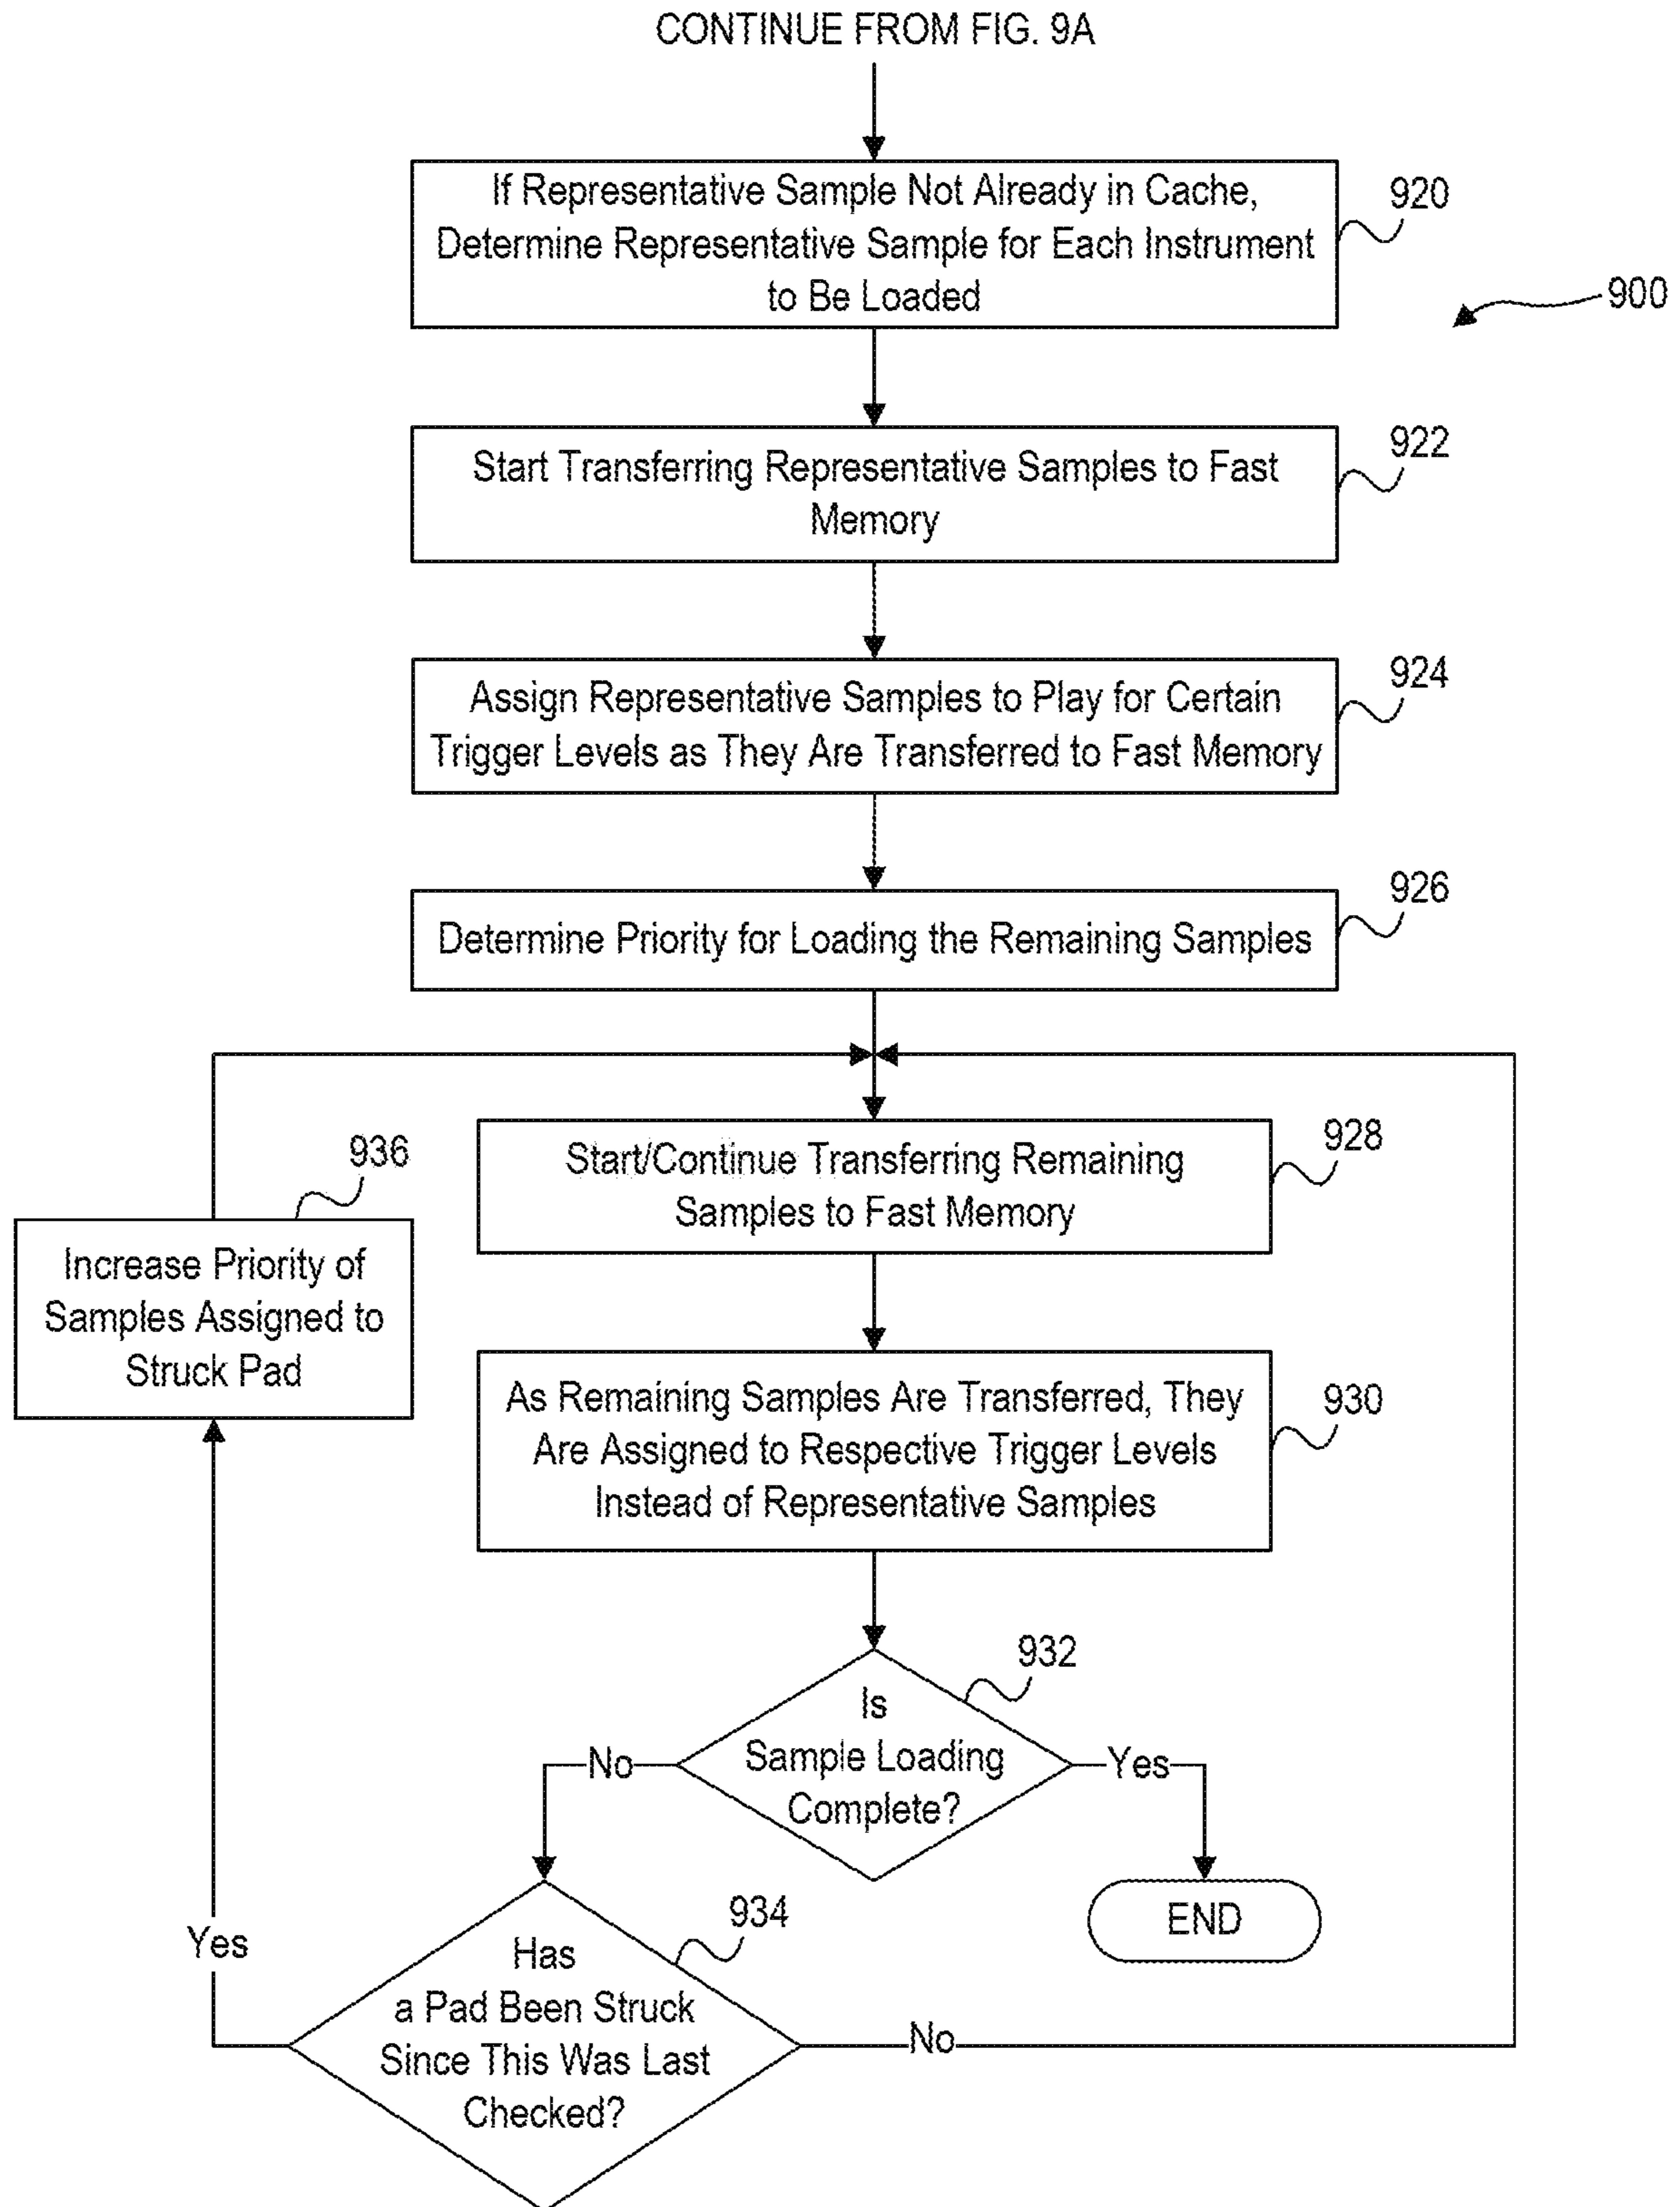 CONTINUE FROM FIG. 9A
If Representative Sample Not Already in Cache,
Determine Representative Sample for Each Instrument
to Be Loaded
920
900
Start Transferring Representative Samples to Fast
Memory
922
Assign Representative Samples to Play for Certain
Trigger Levels as They Are Transferred to Fast Memory
924
Determine Priority for Loading the Remaining Samples
926
Start/Continue Transferring Remaining
Samples to Fast Memory
928
936
Increase Priority of
Samples Assigned to
Struck Pad
As Remaining Samples Are Transferred, They
Are Assigned to Respective Trigger Levels
Instead of Representative Samples
930
Is
Sample Loading
Complete?
932
No
Yes
END
Has
a Pad Been Struck
Since This Was Last
Checked?
934
Yes
No